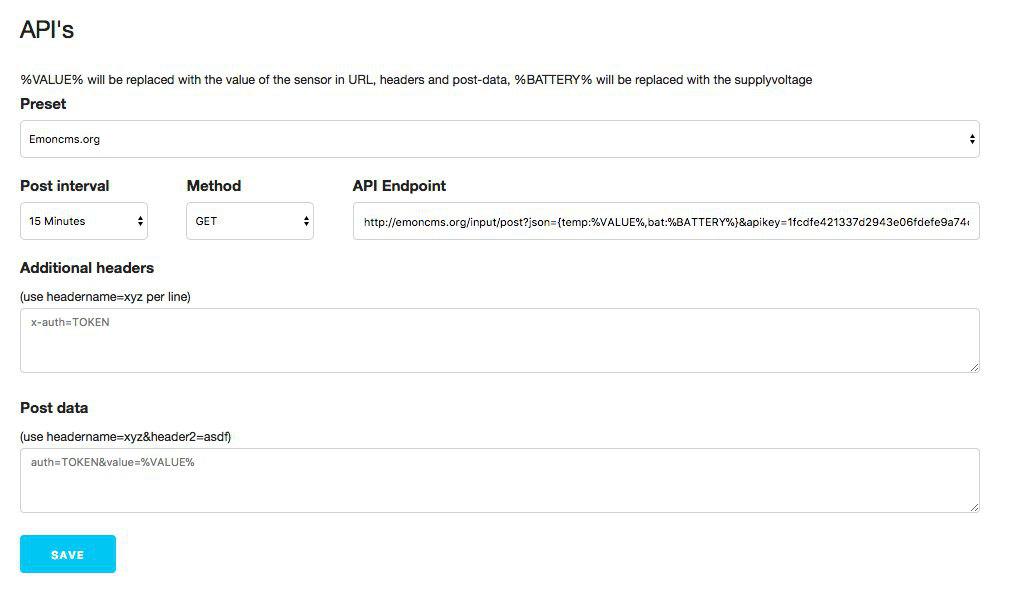 API's
%VALUE% will be replaced with the value of the sensor in URL, headers and post-data, %BATTERY% will be replaced with the supplyvoltage
Preset
Emoncms.org
Post interval Method API Endpoint
15 Minutes GET http://emoncms.org/input/post?json={temp:%VALUE%,bat:%BATTERY%}&apikey=1fcdfe421337d2943e06fdefe9a74
Additional headers
(use headername=xyz per line)
x-auth=TOKEN
Post data
(use headername=xyz&header2=asdf)
auth=TOKEN&value=%VALUE%
SAVE